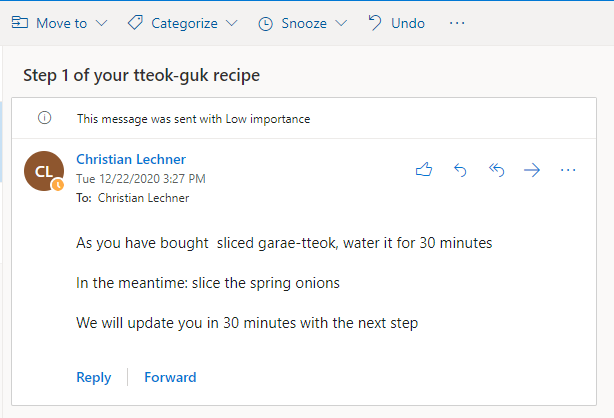 Move to Categorize Snooze Undo ...
Step 1 of your tteok-guk recipe
This message was sent with Low importance
CL
Christian Lechner
Tue 12/22/2020 3:27 PM
To: Christian Lechner
As you have bought  sliced garae-tteok, water it for 30 minutes
In the meantime: slice the spring onions
We will update you in 30 minutes with the next step
Reply Forward